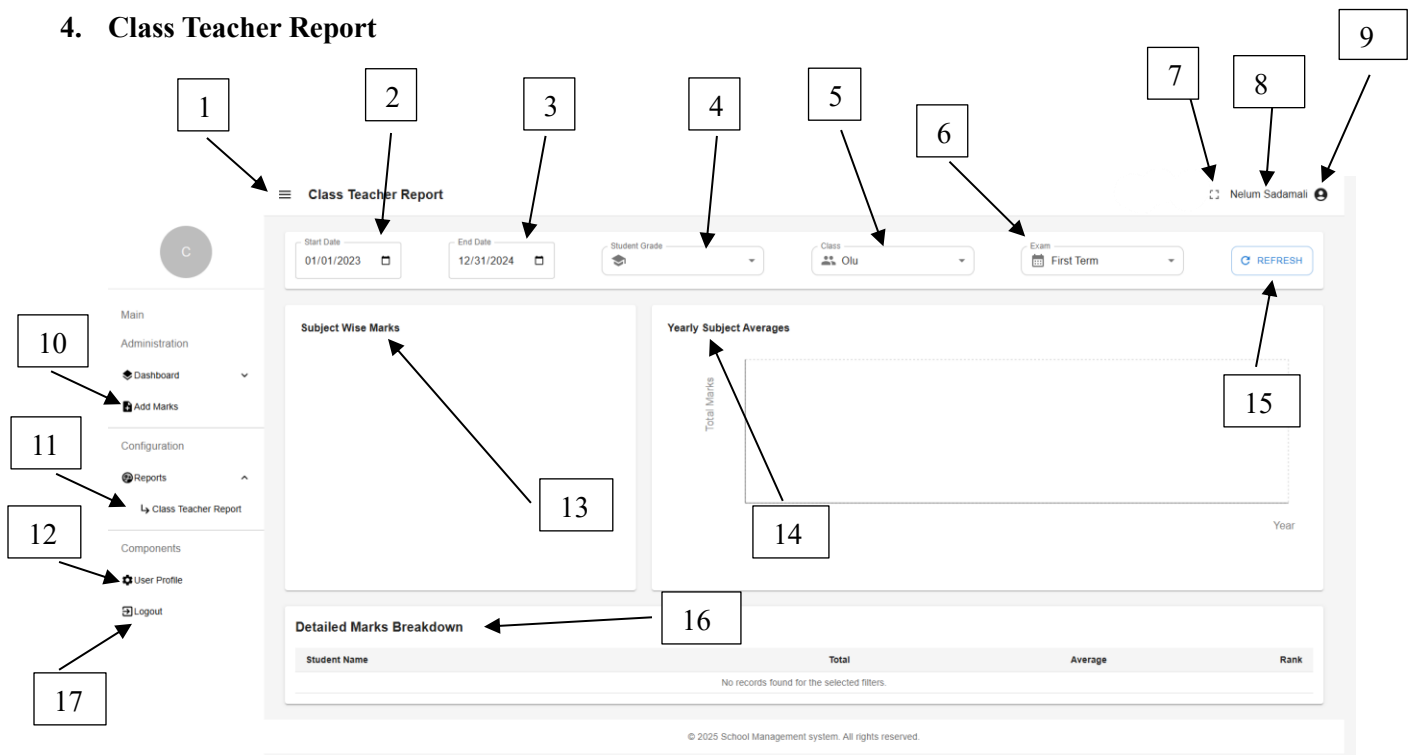 4. Class Teacher Report
9
7
8
2
3
4
5
1
6
Class Teacher Report
Nelum Sadamali
C
Start Date
End Date
Student Grade
Class
Exam
01/01/2023
12/31/2024
Olu
First Term
REFRESH
Main
Administration
Dashboard
Add Marks
Configuration
Reports
Class Teacher Report
Components
User Profile
Logout
10
11
12
17
Subject Wise Marks
13
Yearly Subject Averages
Total Marks
Year
14
15
Detailed Marks Breakdown
16
Student Name Total Average Rank
No records found for the selected filters.
© 2025 School Management system. All rights reserved.